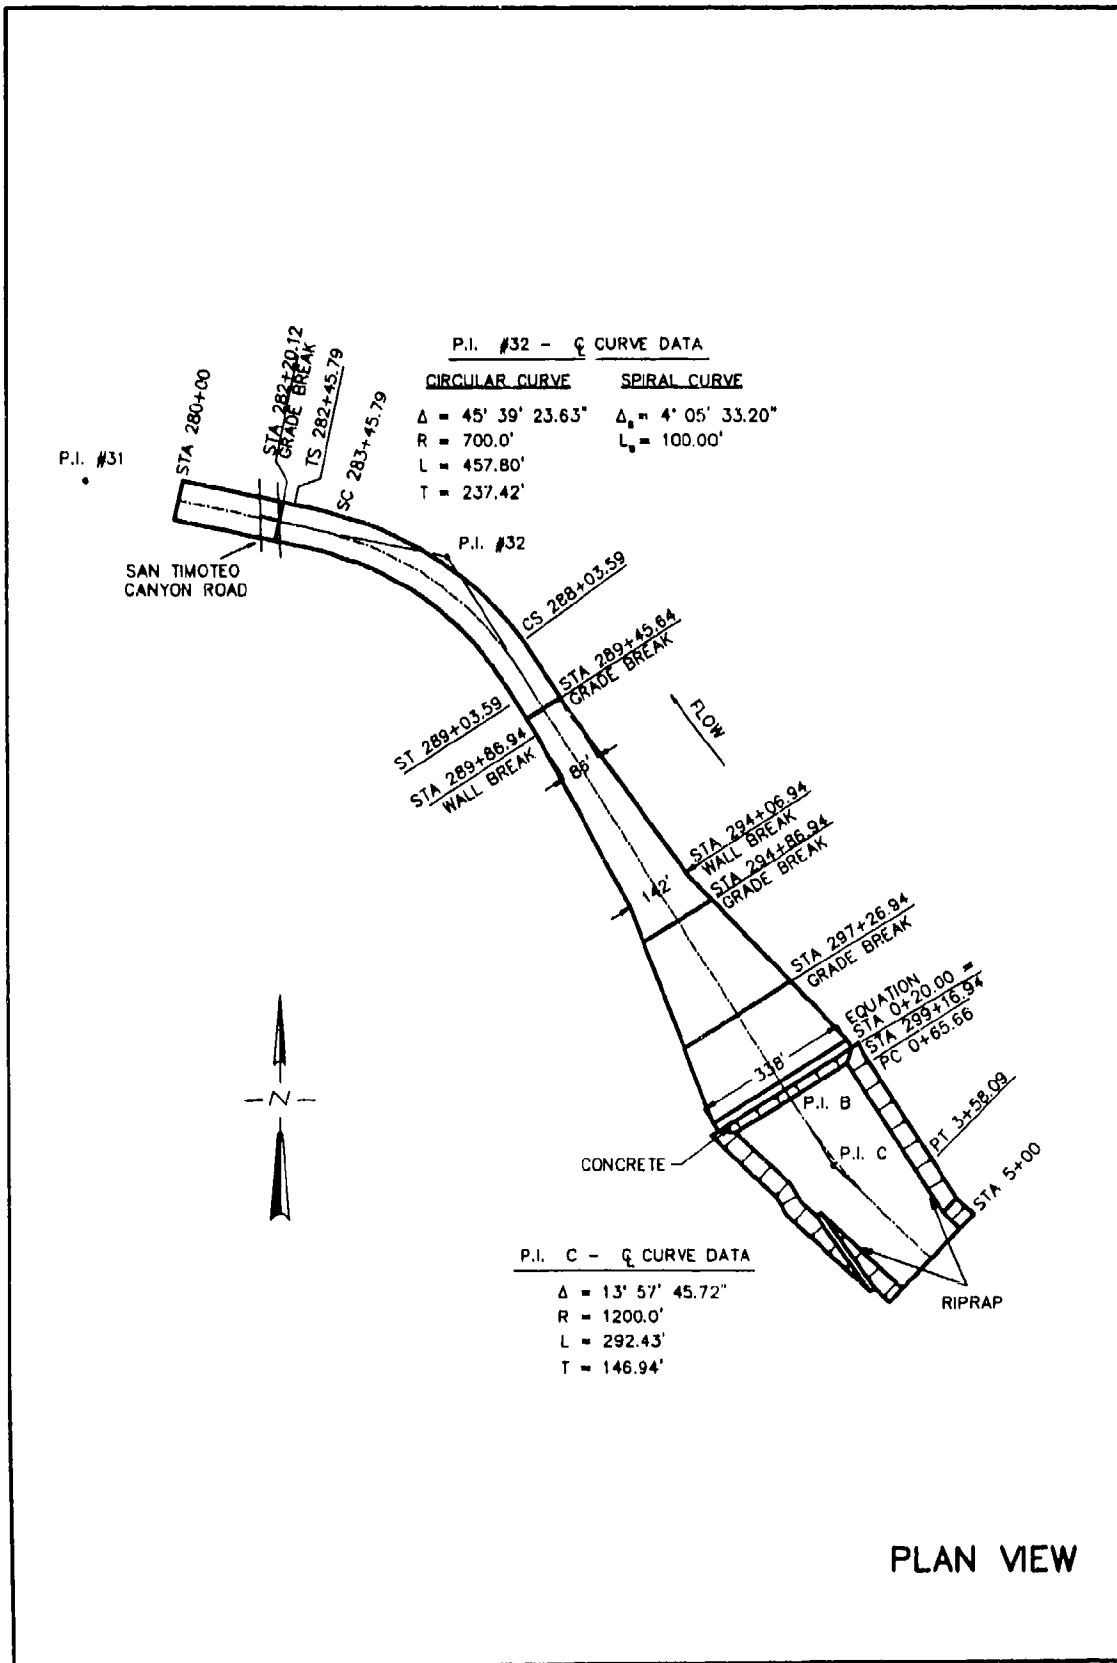 P.I. #32 - ℄ CURVE DATA
CIRCULAR CURVE
Δ = 45' 39' 23.63"
R = 700.0'
L = 457.80'
T = 237.42'
SPIRAL CURVE
Δs = 4' 05' 33.20"
Ls = 100.00'
P.I. #31
STA 280+00
STA 282+20.12
GRADE BREAK
TS 282+45.79
SC 283+45.79
P.I. #32
SAN TIMOTEO
CANYON ROAD
CS 288+03.59
STA 289+45.64
GRADE BREAK
ST 289+03.59
STA 289+86.94
WALL BREAK
FLOW
86'
STA 294+06.94
WALL BREAK
STA 294+86.94
GRADE BREAK
142'
STA 297+26.94
GRADE BREAK
EQUATION
STA 0+20.00 =
STA 299+16.94
PC 0+65.66
338'
N
P.I. B
PT 3+58.09
P.I. C
CONCRETE
STA 5+00
RIPRAP
P.I. C - ℄ CURVE DATA
Δ = 13' 57' 45.72"
R = 1200.0'
L = 292.43'
T = 146.94'
PLAN VIEW